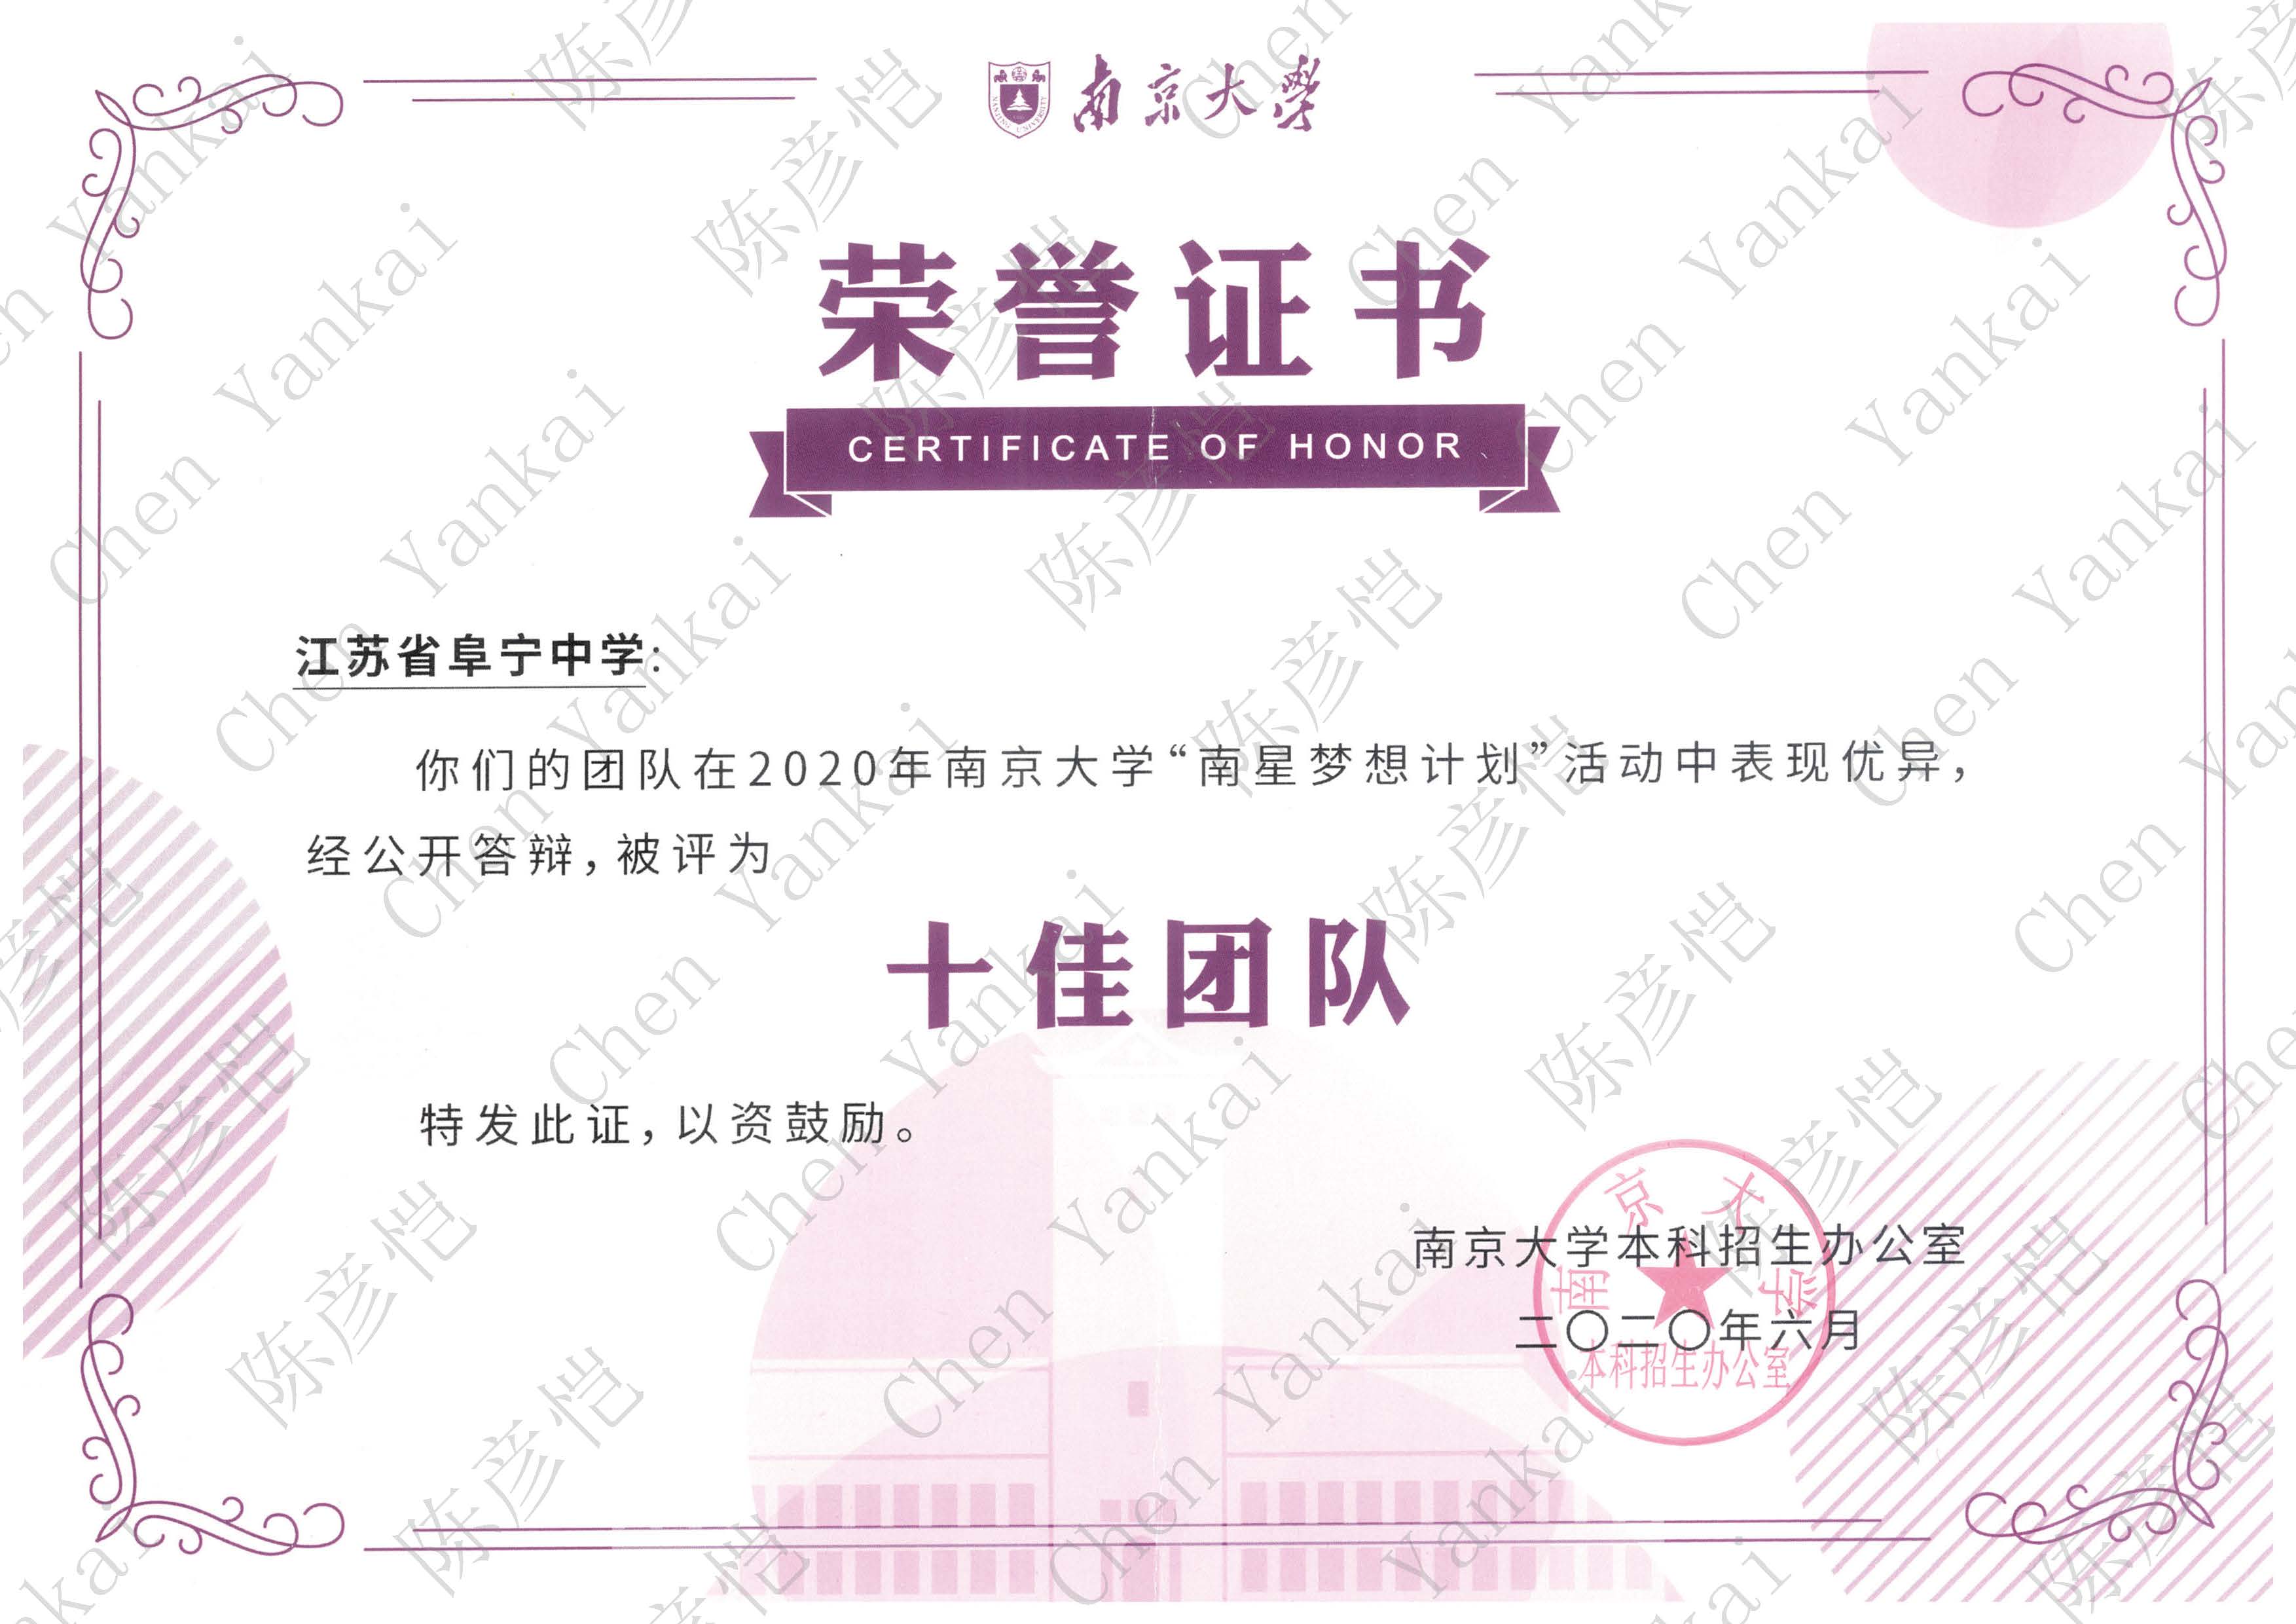 南京大學
荣誉证书
CERTIFICATE OF HONOR
江苏省阜宁中学:
你们的团队在2020年南京大学“南星梦想计划”活动中表现优异,
经公开答辩,被评为
十佳团队
特发此证,以资鼓励。
南京大学本科招生办公室
二〇二〇年六月
南京大学
本科招生办公室
NANJING UNIVERSITY
陈彦恺
Chen Yankai